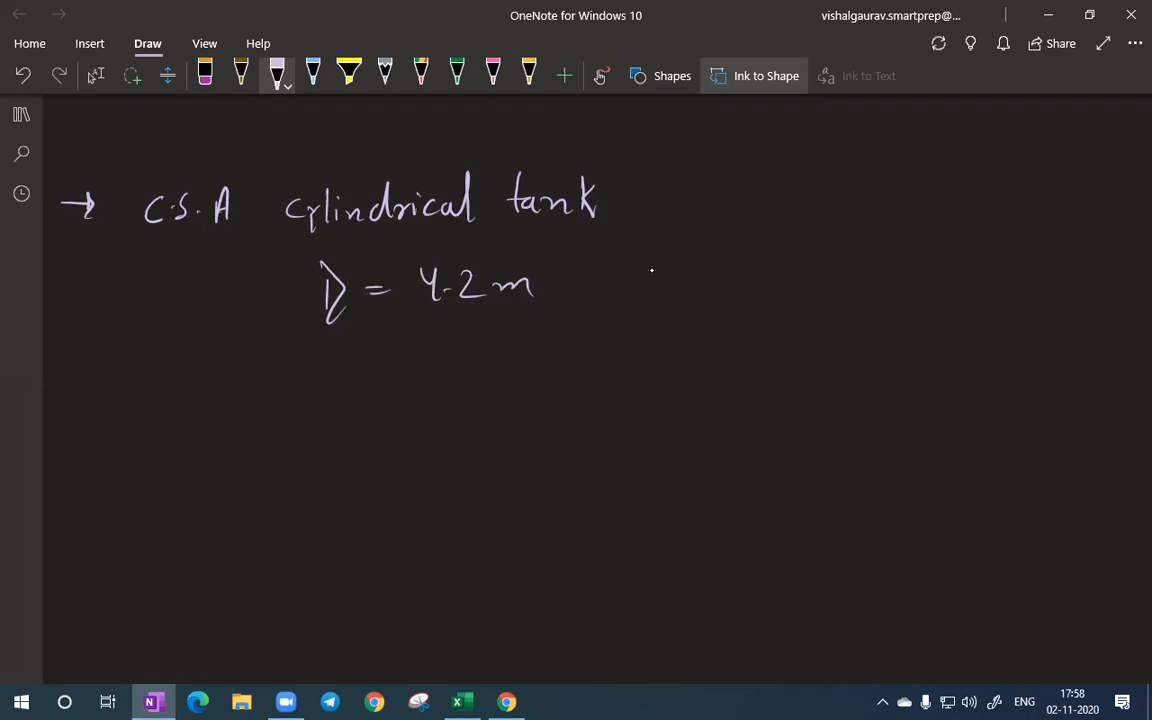 OneNote for Windows 10
vishalgaurav.smartprep@...
Home Insert Draw View Help
Share
Shapes Ink to Shape Ink to Text
→ C.S.A cylindrical tank
D = 4.2 m
ENG
17:58
02-11-2020